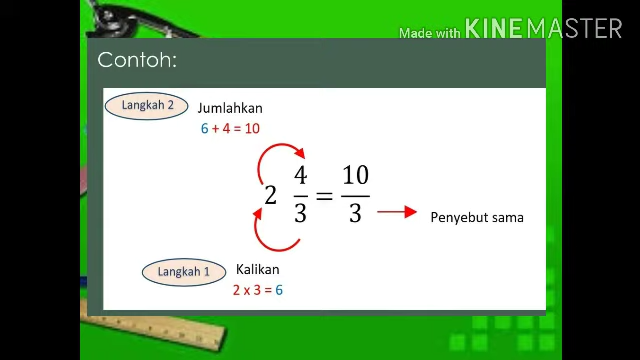 Made with KINEMASTER
Contoh:
Langkah 2
Jumlahkan
6 + 4 = 10
2 4/3 = 10/3
Penyebut sama
Langkah 1
Kalikan
2 x 3 = 6